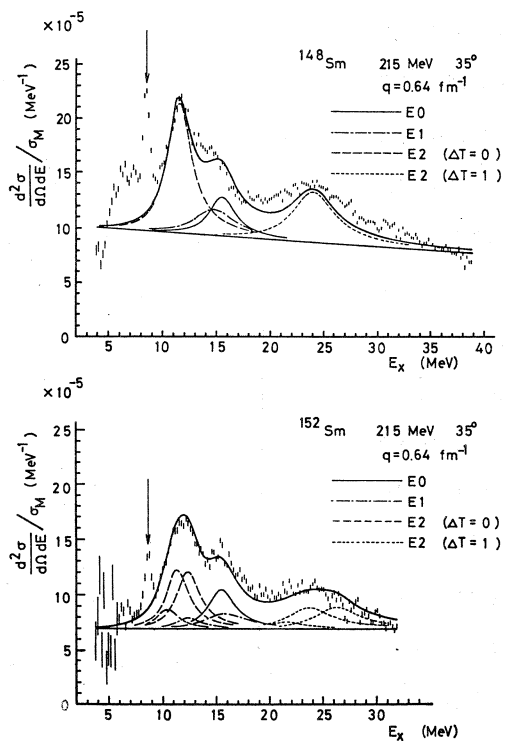 ×10⁻⁵
¹⁴⁸Sm 215 MeV 35°
q=0.64 fm⁻¹
E0
E1
E2 (ΔT=0)
E2 (ΔT=1)
d²σ/dΩdE /σM (MeV⁻¹)
25
20
15
10
5
0
5 10 15 20 25 30 35 40
Ex (MeV)
×10⁻⁵
¹⁵²Sm 215 MeV 35°
q=0.64 fm⁻¹
E0
E1
E2 (ΔT=0)
E2 (ΔT=1)
d²σ/dΩdE /σM (MeV⁻¹)
25
20
15
10
5
0
5 10 15 20 25 30
Ex (MeV)